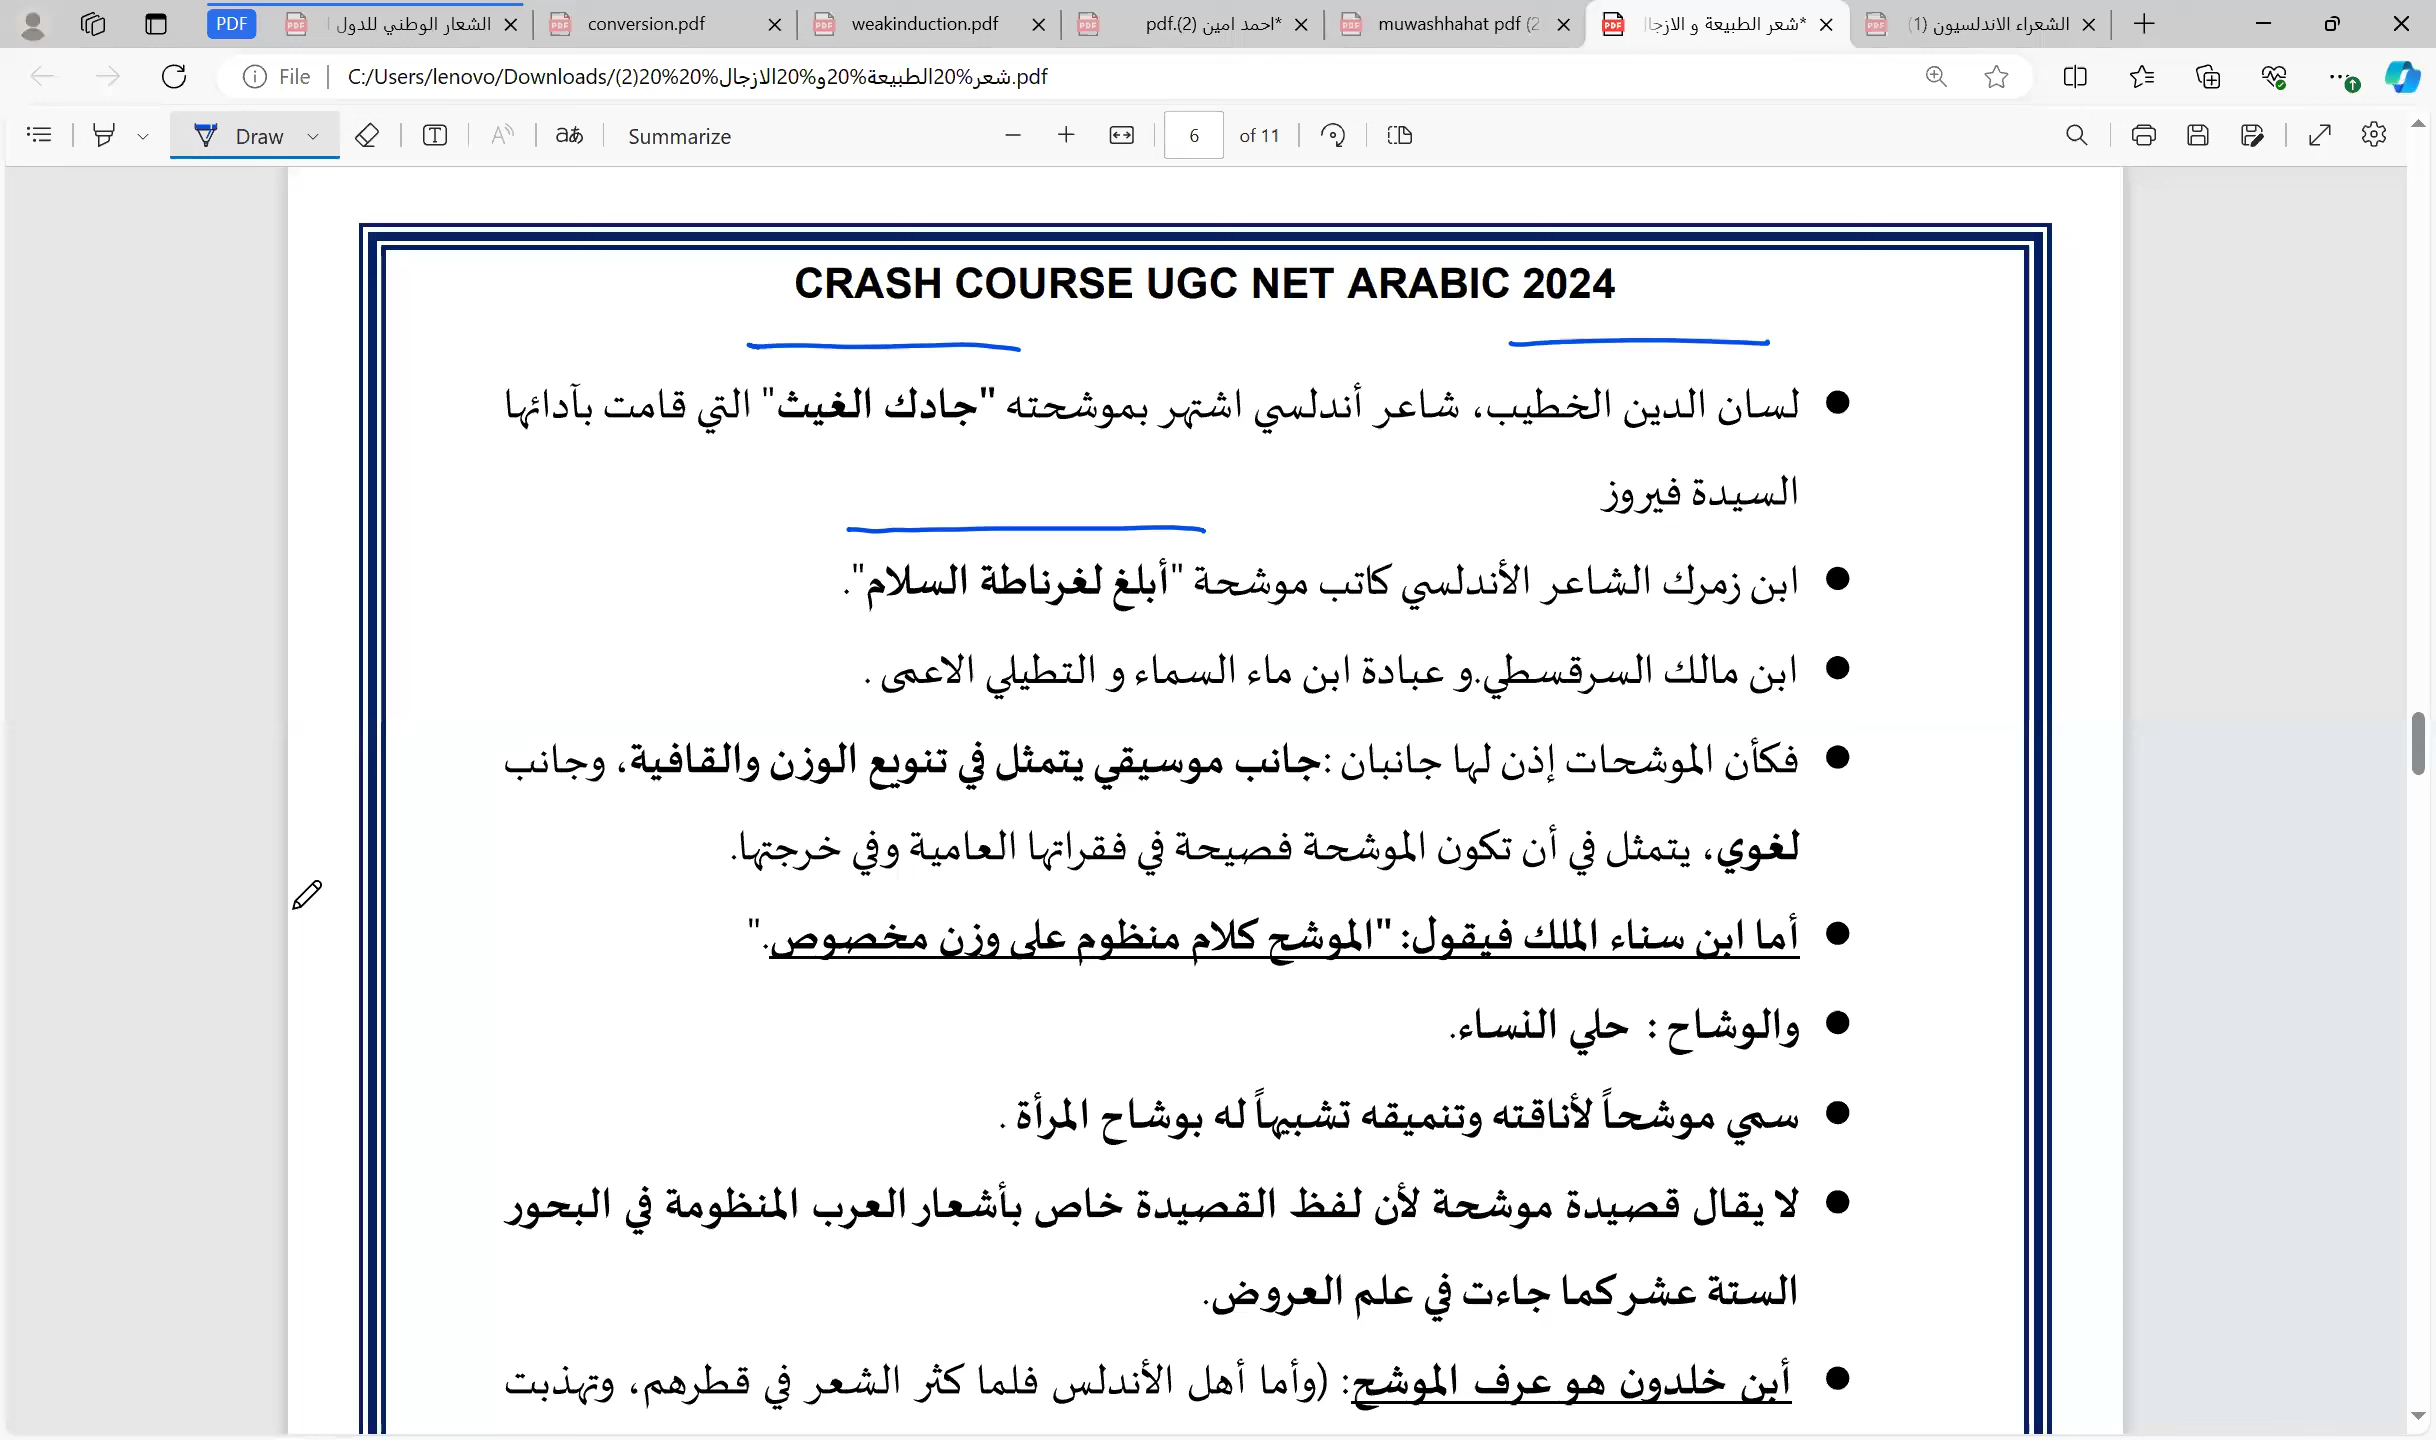 PDF
الشعار الوطني للدول
conversion.pdf
weakinduction.pdf
*احمد امين (2).pdf
muwashhahat pdf (2
*شعر الطبيعة و الازجا
الشعراء الاندلسيون (1)
File
C:/Users/lenovo/Downloads/(2)20%20%شعر%20الطبيعة%20و%20الازجال.pdf
Draw
Summarize
6 of 11
CRASH COURSE UGC NET ARABIC 2024
● لسان الدين الخطيب، شاعر أندلسي اشتهر بموشحته "جادك الغيث" التي قامت بآدائها
السيدة فيروز
● ابن زمرك الشاعر الأندلسي كاتب موشحة "أبلغ لغرناطة السلام".
● ابن مالك السرقسطي.و عبادة ابن ماء السماء و التطيلي الاعمى .
● فكأن الموشحات إذن لها جانبان :جانب موسيقي يتمثل في تنويع الوزن والقافية، وجانب
لغوي، يتمثل في أن تكون الموشحة فصيحة في فقراتها العامية وفي خرجتها.
● أما ابن سناء الملك فيقول: "الموشح كلام منظوم على وزن مخصوص."
● والوشاح : حلي النساء.
● سمي موشحاً لأناقته وتنميقه تشبيهاً له بوشاح المرأة .
● لا يقال قصيدة موشحة لأن لفظ القصيدة خاص بأشعار العرب المنظومة في البحور
الستة عشر كما جاءت في علم العروض.
● أبن خلدون هو عرف الموشح: (وأما أهل الأندلس فلما كثر الشعر في قطرهم، وتهذبت